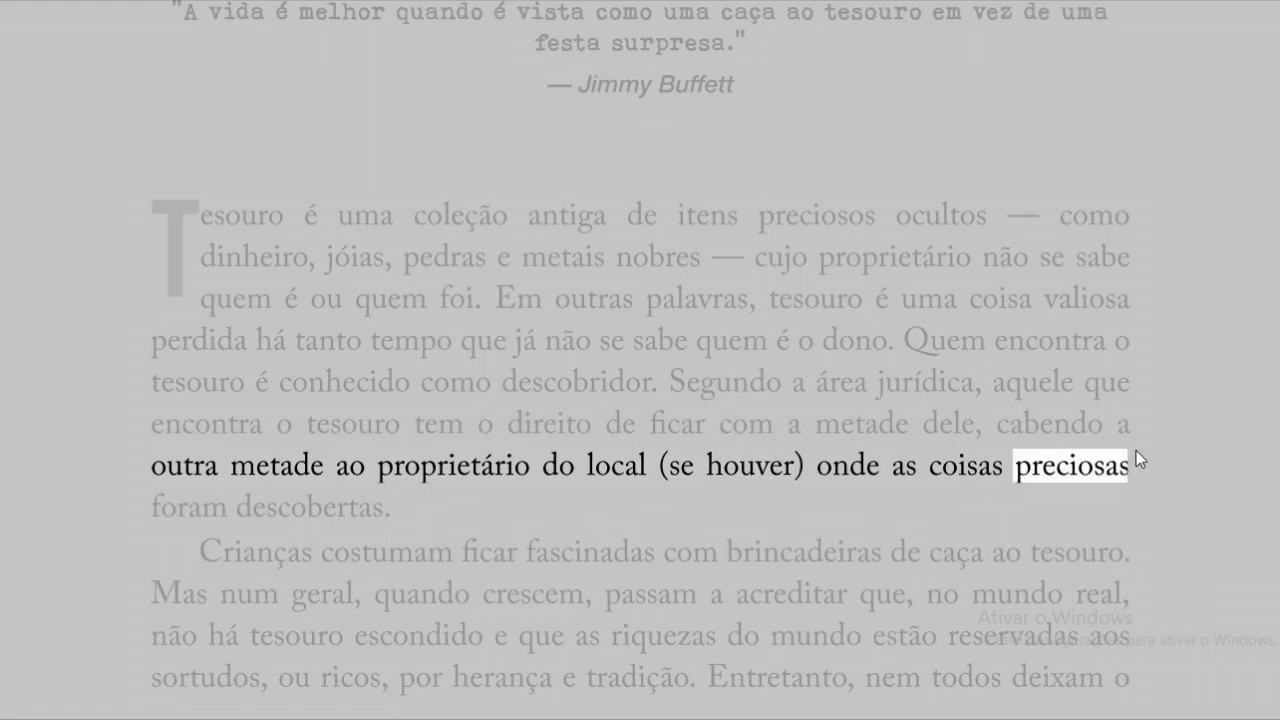 "A vida é melhor quando é vista como uma caça ao tesouro em vez de uma
festa surpresa."
— Jimmy Buffett
Tesouro é uma coleção antiga de itens preciosos ocultos — como
dinheiro, jóias, pedras e metais nobres — cujo proprietário não se sabe
quem é ou quem foi. Em outras palavras, tesouro é uma coisa valiosa
perdida há tanto tempo que já não se sabe quem é o dono. Quem encontra o
tesouro é conhecido como descobridor. Segundo a área jurídica, aquele que
encontra o tesouro tem o direito de ficar com a metade dele, cabendo a
outra metade ao proprietário do local (se houver) onde as coisas preciosas
foram descobertas.
Crianças costumam ficar fascinadas com brincadeiras de caça ao tesouro.
Mas num geral, quando crescem, passam a acreditar que, no mundo real,
não há tesouro escondido e que as riquezas do mundo estão reservadas aos
sortudos, ou ricos, por herança e tradição. Entretanto, nem todos deixam o
Ativar o Windows
para ativar o Windows.